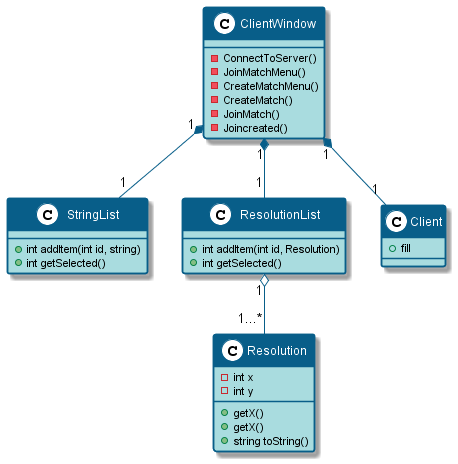 C ClientWindow
ConnectToServer()
JoinMatchMenu()
CreateMatchMenu()
CreateMatch()
JoinMatch()
Joincreated()
1 1 1
1 1 1
C StringList
int addItem(int id, string)
int getSelected()
C ResolutionList
int addItem(int id, Resolution)
int getSelected()
C Client
fill
1
1...*
C Resolution
int x
int y
getX()
getX()
string toString()